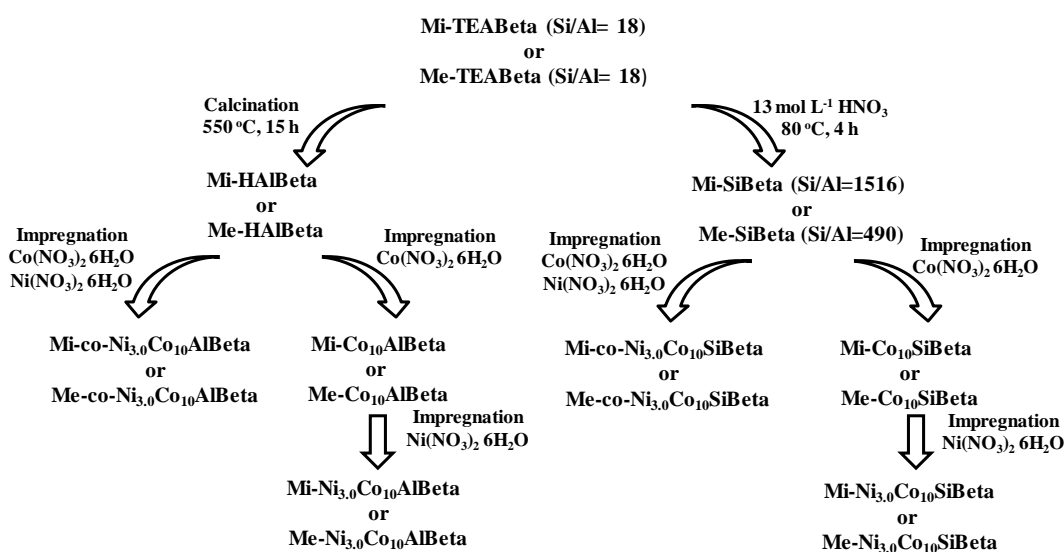 Mi-TEABeta (Si/Al= 18)
or
Me-TEABeta (Si/Al= 18)
Calcination
550 °C, 15 h
13 mol L⁻¹ HNO₃
80 °C, 4 h
Mi-HAlBeta
or
Me-HAlBeta
Mi-SiBeta (Si/Al=1516)
or
Me-SiBeta (Si/Al=490)
Impregnation
Co(NO₃)₂ 6H₂O
Ni(NO₃)₂ 6H₂O
Impregnation
Co(NO₃)₂ 6H₂O
Impregnation
Co(NO₃)₂ 6H₂O
Ni(NO₃)₂ 6H₂O
Impregnation
Co(NO₃)₂ 6H₂O
Mi-co-Ni₃.₀Co₁₀AlBeta
or
Me-co-Ni₃.₀Co₁₀AlBeta
Mi-Co₁₀AlBeta
or
Me-Co₁₀AlBeta
Mi-co-Ni₃.₀Co₁₀SiBeta
or
Me-co-Ni₃.₀Co₁₀SiBeta
Mi-Co₁₀SiBeta
or
Me-Co₁₀SiBeta
Impregnation
Ni(NO₃)₂ 6H₂O
Impregnation
Ni(NO₃)₂ 6H₂O
Mi-Ni₃.₀Co₁₀AlBeta
or
Me-Ni₃.₀Co₁₀AlBeta
Mi-Ni₃.₀Co₁₀SiBeta
or
Me-Ni₃.₀Co₁₀SiBeta